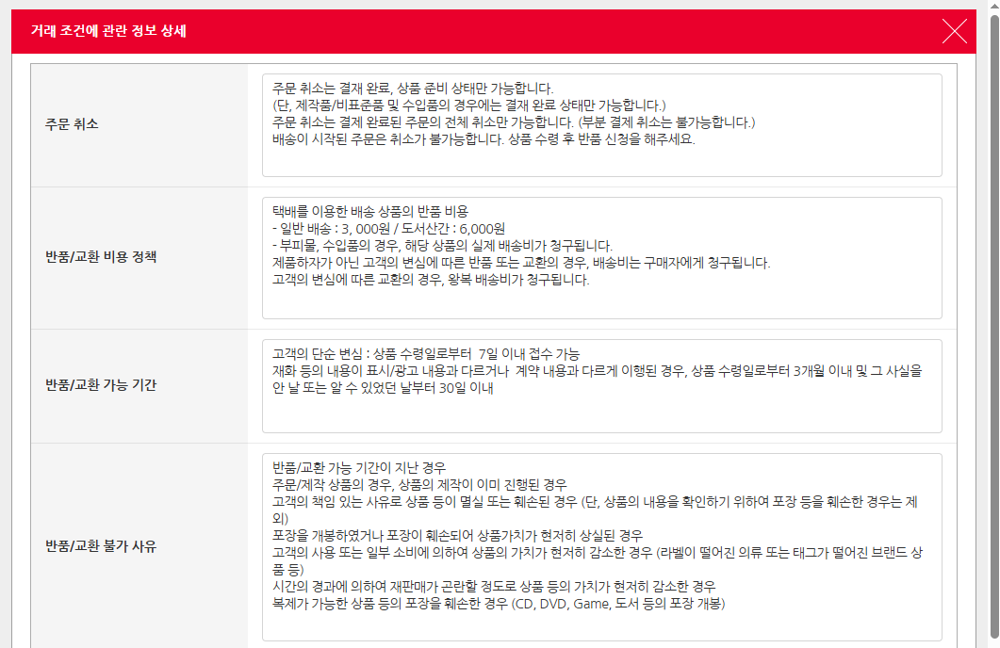 거래 조건에 관란 정보 상세
주문 취소
주문 취소는 결재 완료, 상품 준비 상태만 가능합니다.
(단, 제작품/비표준품 및 수입품의 경우에는 결재 완료 상태만 가능합니다.)
주문 취소는 결제 완료된 주문의 전체 취소만 가능합니다. (부분 결제 취소는 불가능합니다.)
배송이 시작된 주문은 취소가 불가능합니다. 상품 수령 후 반품 신청을 해주세요.
반품/교환 비용 정책
택배를 이용한 배송 상품의 반품 비용
- 일반 배송 : 3, 000원 / 도서산간 : 6,000원
- 부피물, 수입품의 경우, 해당 상품의 실제 배송비가 청구됩니다.
제품하자가 아닌 고객의 변심에 따른 반품 또는 교환의 경우, 배송비는 구매자에게 청구됩니다.
고객의 변심에 따른 교환의 경우, 왕복 배송비가 청구됩니다.
반품/교환 가능 기간
고객의 단순 변심 : 상품 수령일로부터  7일 이내 접수 가능
재화 등의 내용이 표시/광고 내용과 다르거나  계약 내용과 다르게 이행된 경우, 상품 수령일로부터 3개월 이내 및 그 사실을
안 날 또는 알 수 있었던 날부터 30일 이내
반품/교환 불가 사유
반품/교환 가능 기간이 지난 경우
주문/제작 상품의 경우, 상품의 제작이 이미 진행된 경우
고객의 책임 있는 사유로 상품 등이 멸실 또는 훼손된 경우 (단, 상품의 내용을 확인하기 위하여 포장 등을 훼손한 경우는 제
외)
포장을 개봉하였거나 포장이 훼손되어 상품가치가 현저히 상실된 경우
고객의 사용 또는 일부 소비에 의하여 상품의 가치가 현저히 감소한 경우 (라벨이 떨어진 의류 또는 태그가 떨어진 브랜드 상
품 등)
시간의 경과에 의하여 재판매가 곤란할 정도로 상품 등의 가치가 현저히 감소한 경우
복제가 가능한 상품 등의 포장을 훼손한 경우 (CD, DVD, Game, 도서 등의 포장 개봉)